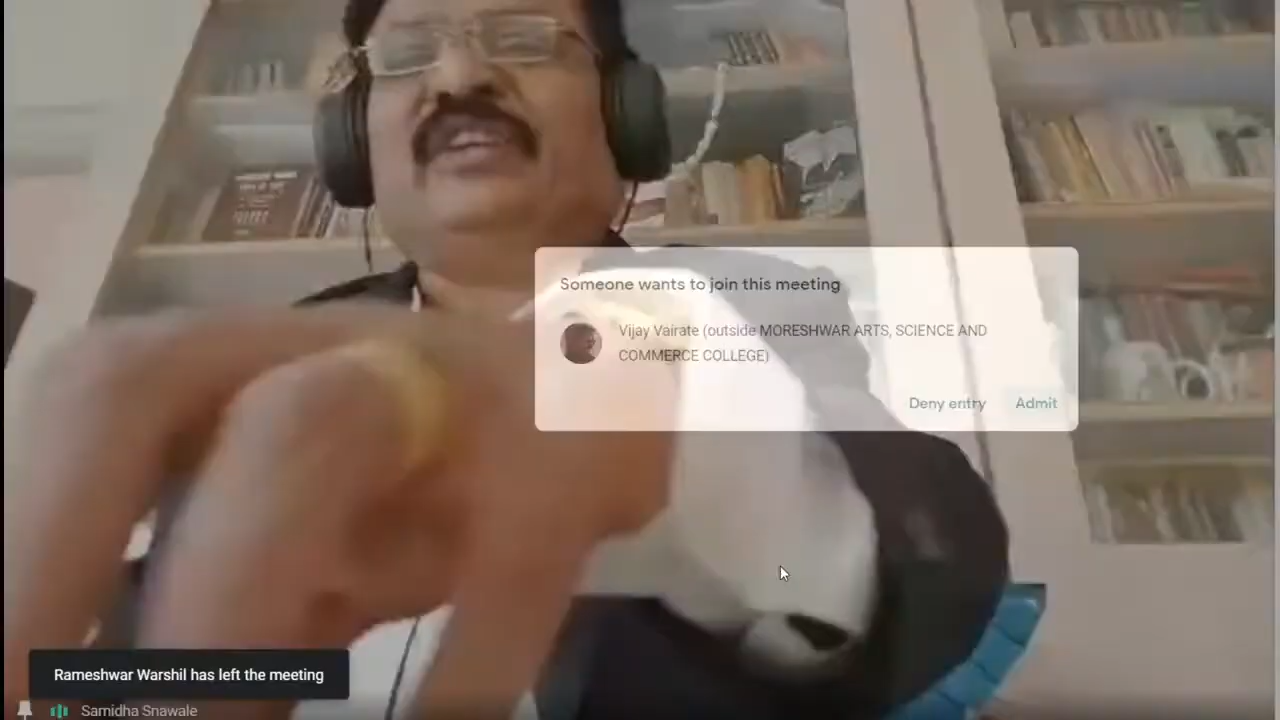 Someone wants to join this meeting
Vijay Vairate (outside MORESHWAR ARTS, SCIENCE AND
COMMERCE COLLEGE)
Deny entry Admit
Rameshwar Warshil has left the meeting
Samidha Snawale